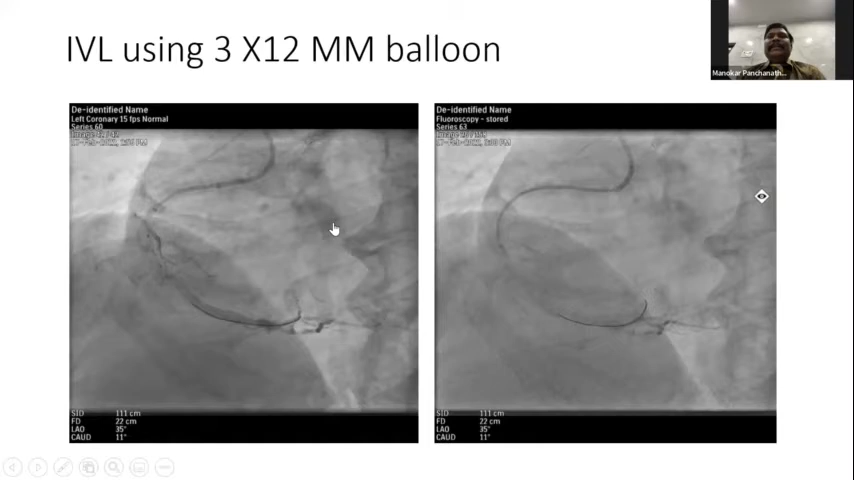 IVL using 3 X12 MM balloon
Manokar Panchanath...
De-identified Name
Left Coronary 15 fps Normal
Series 60
SID 111 cm
FD 22 cm
LAO 35°
CAUD 11°
De-identified Name
Fluoroscopy - stored
Series 63
SID 111 cm
FD 22 cm
LAO 35°
CAUD 11°